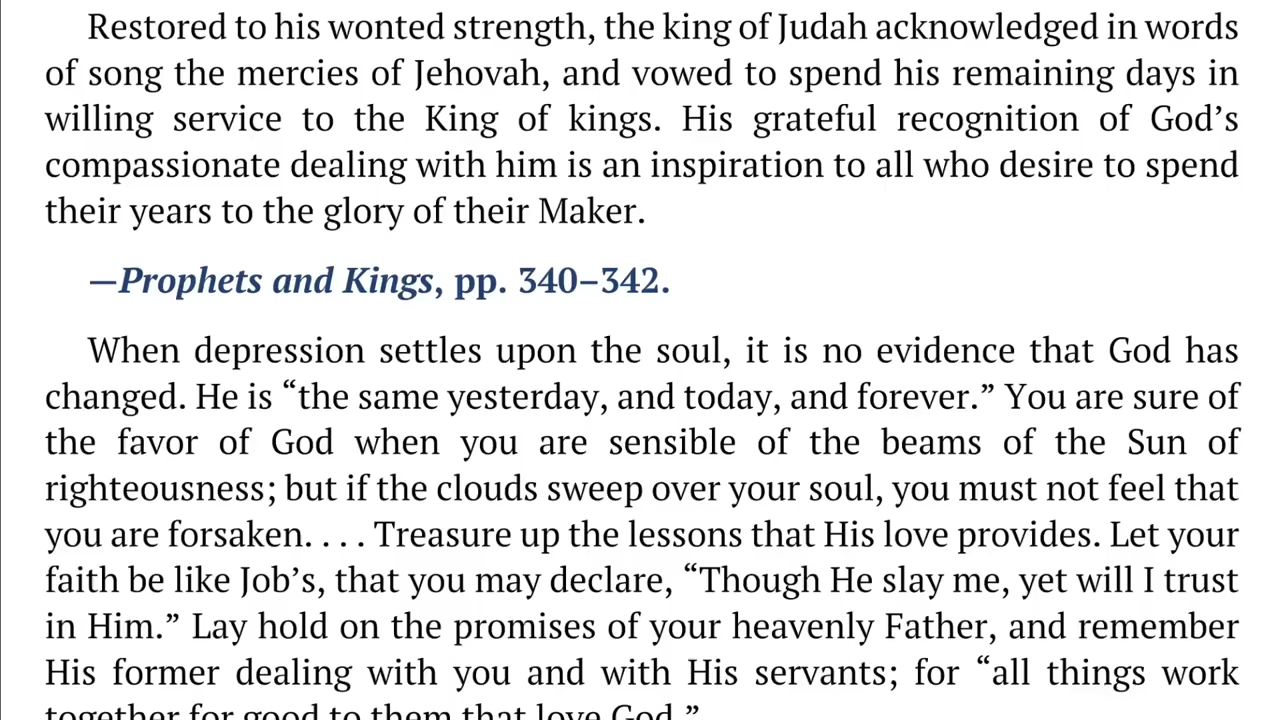 Restored to his wonted strength, the king of Judah acknowledged in words
of song the mercies of Jehovah, and vowed to spend his remaining days in
willing service to the King of kings. His grateful recognition of God’s
compassionate dealing with him is an inspiration to all who desire to spend
their years to the glory of their Maker.
—Prophets and Kings, pp. 340–342.
When depression settles upon the soul, it is no evidence that God has
changed. He is “the same yesterday, and today, and forever.” You are sure of
the favor of God when you are sensible of the beams of the Sun of
righteousness; but if the clouds sweep over your soul, you must not feel that
you are forsaken. . . . Treasure up the lessons that His love provides. Let your
faith be like Job’s, that you may declare, “Though He slay me, yet will I trust
in Him.” Lay hold on the promises of your heavenly Father, and remember
His former dealing with you and with His servants; for “all things work
together for good to them that love God.”